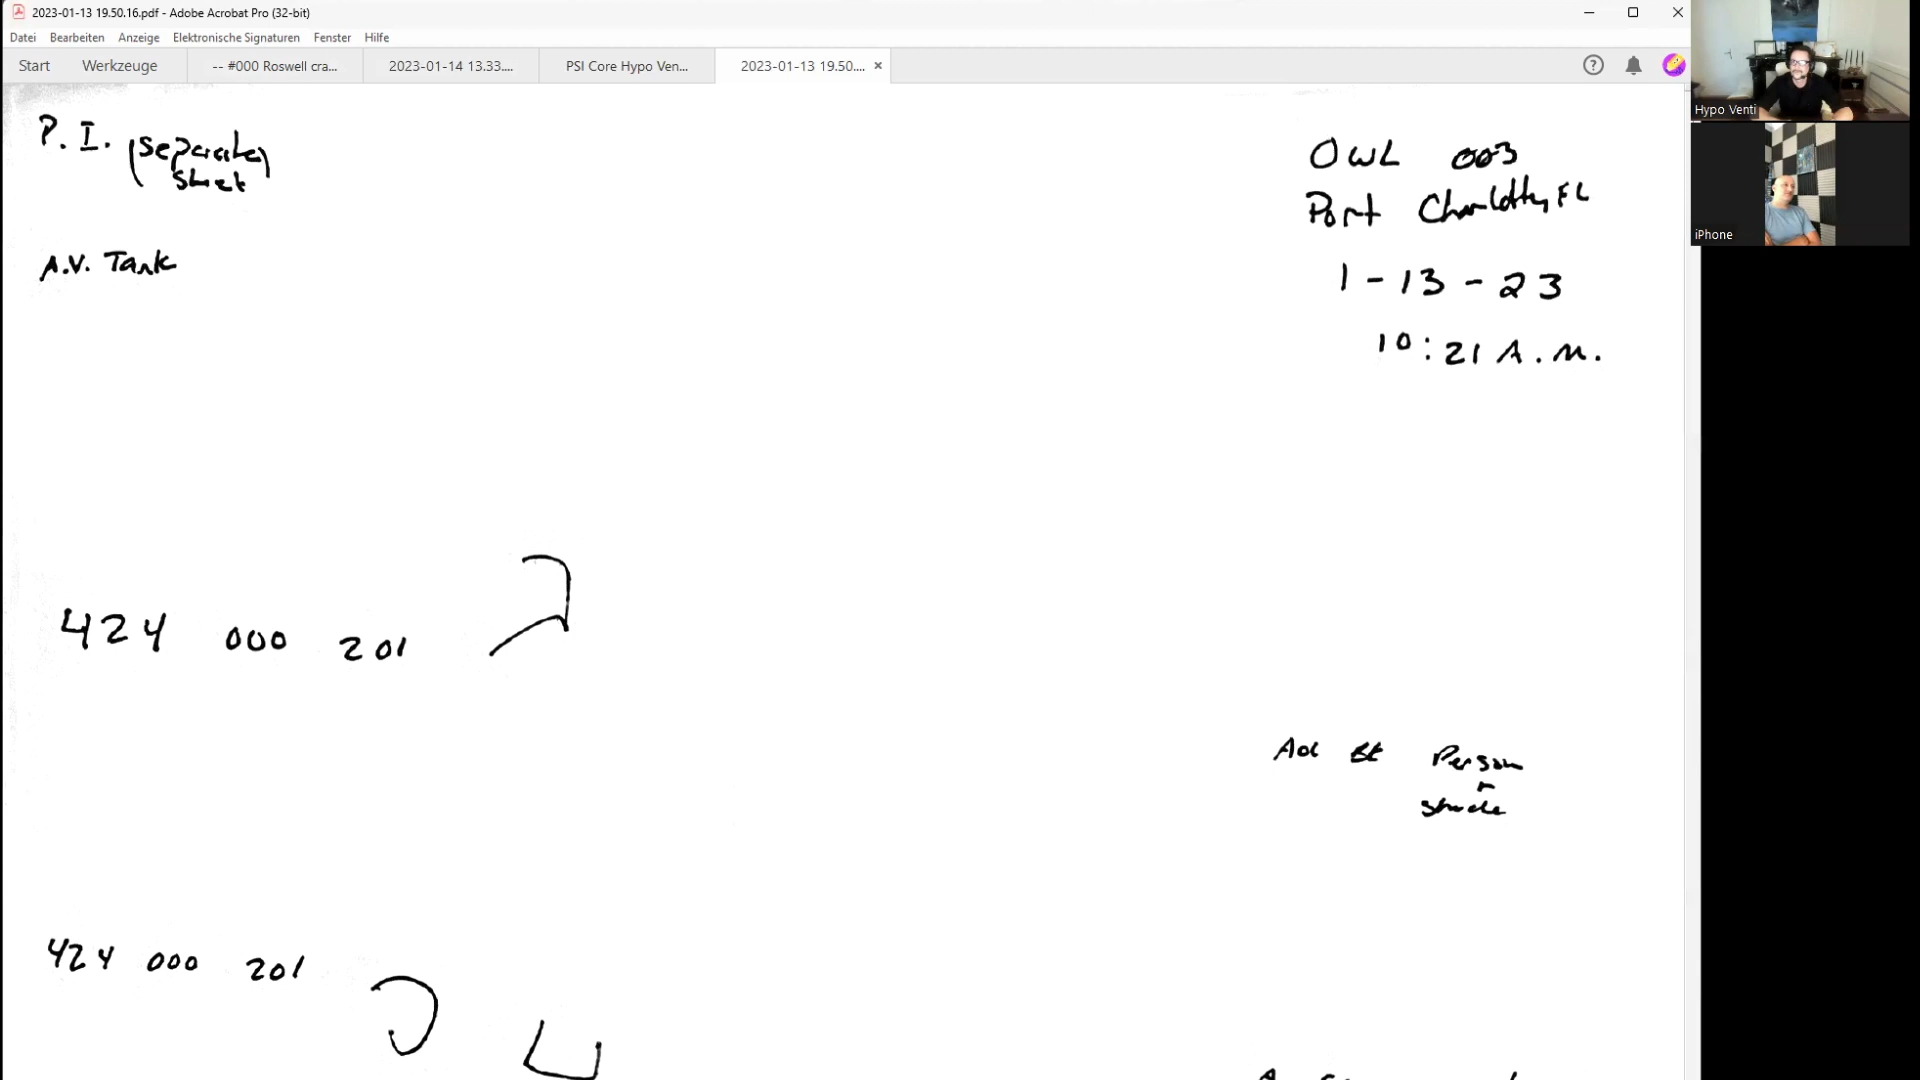 2023-01-13 19.50.16.pdf - Adobe Acrobat Pro (32-bit)
Datei Bearbeiten Anzeige Elektronische Signaturen Fenster Hilfe
Start Werkzeuge -- #000 Roswell cra... 2023-01-14 13.33.... PSI Core Hypo Ven... 2023-01-13 19.50....
Hypo Venti
iPhone
P. I. (separate
sheet)
OWL 003
Port Charlotte, FL
A.V. Tank
1-13-23
10:21 A.M.
424 000 201
Aol Person
424 000 201